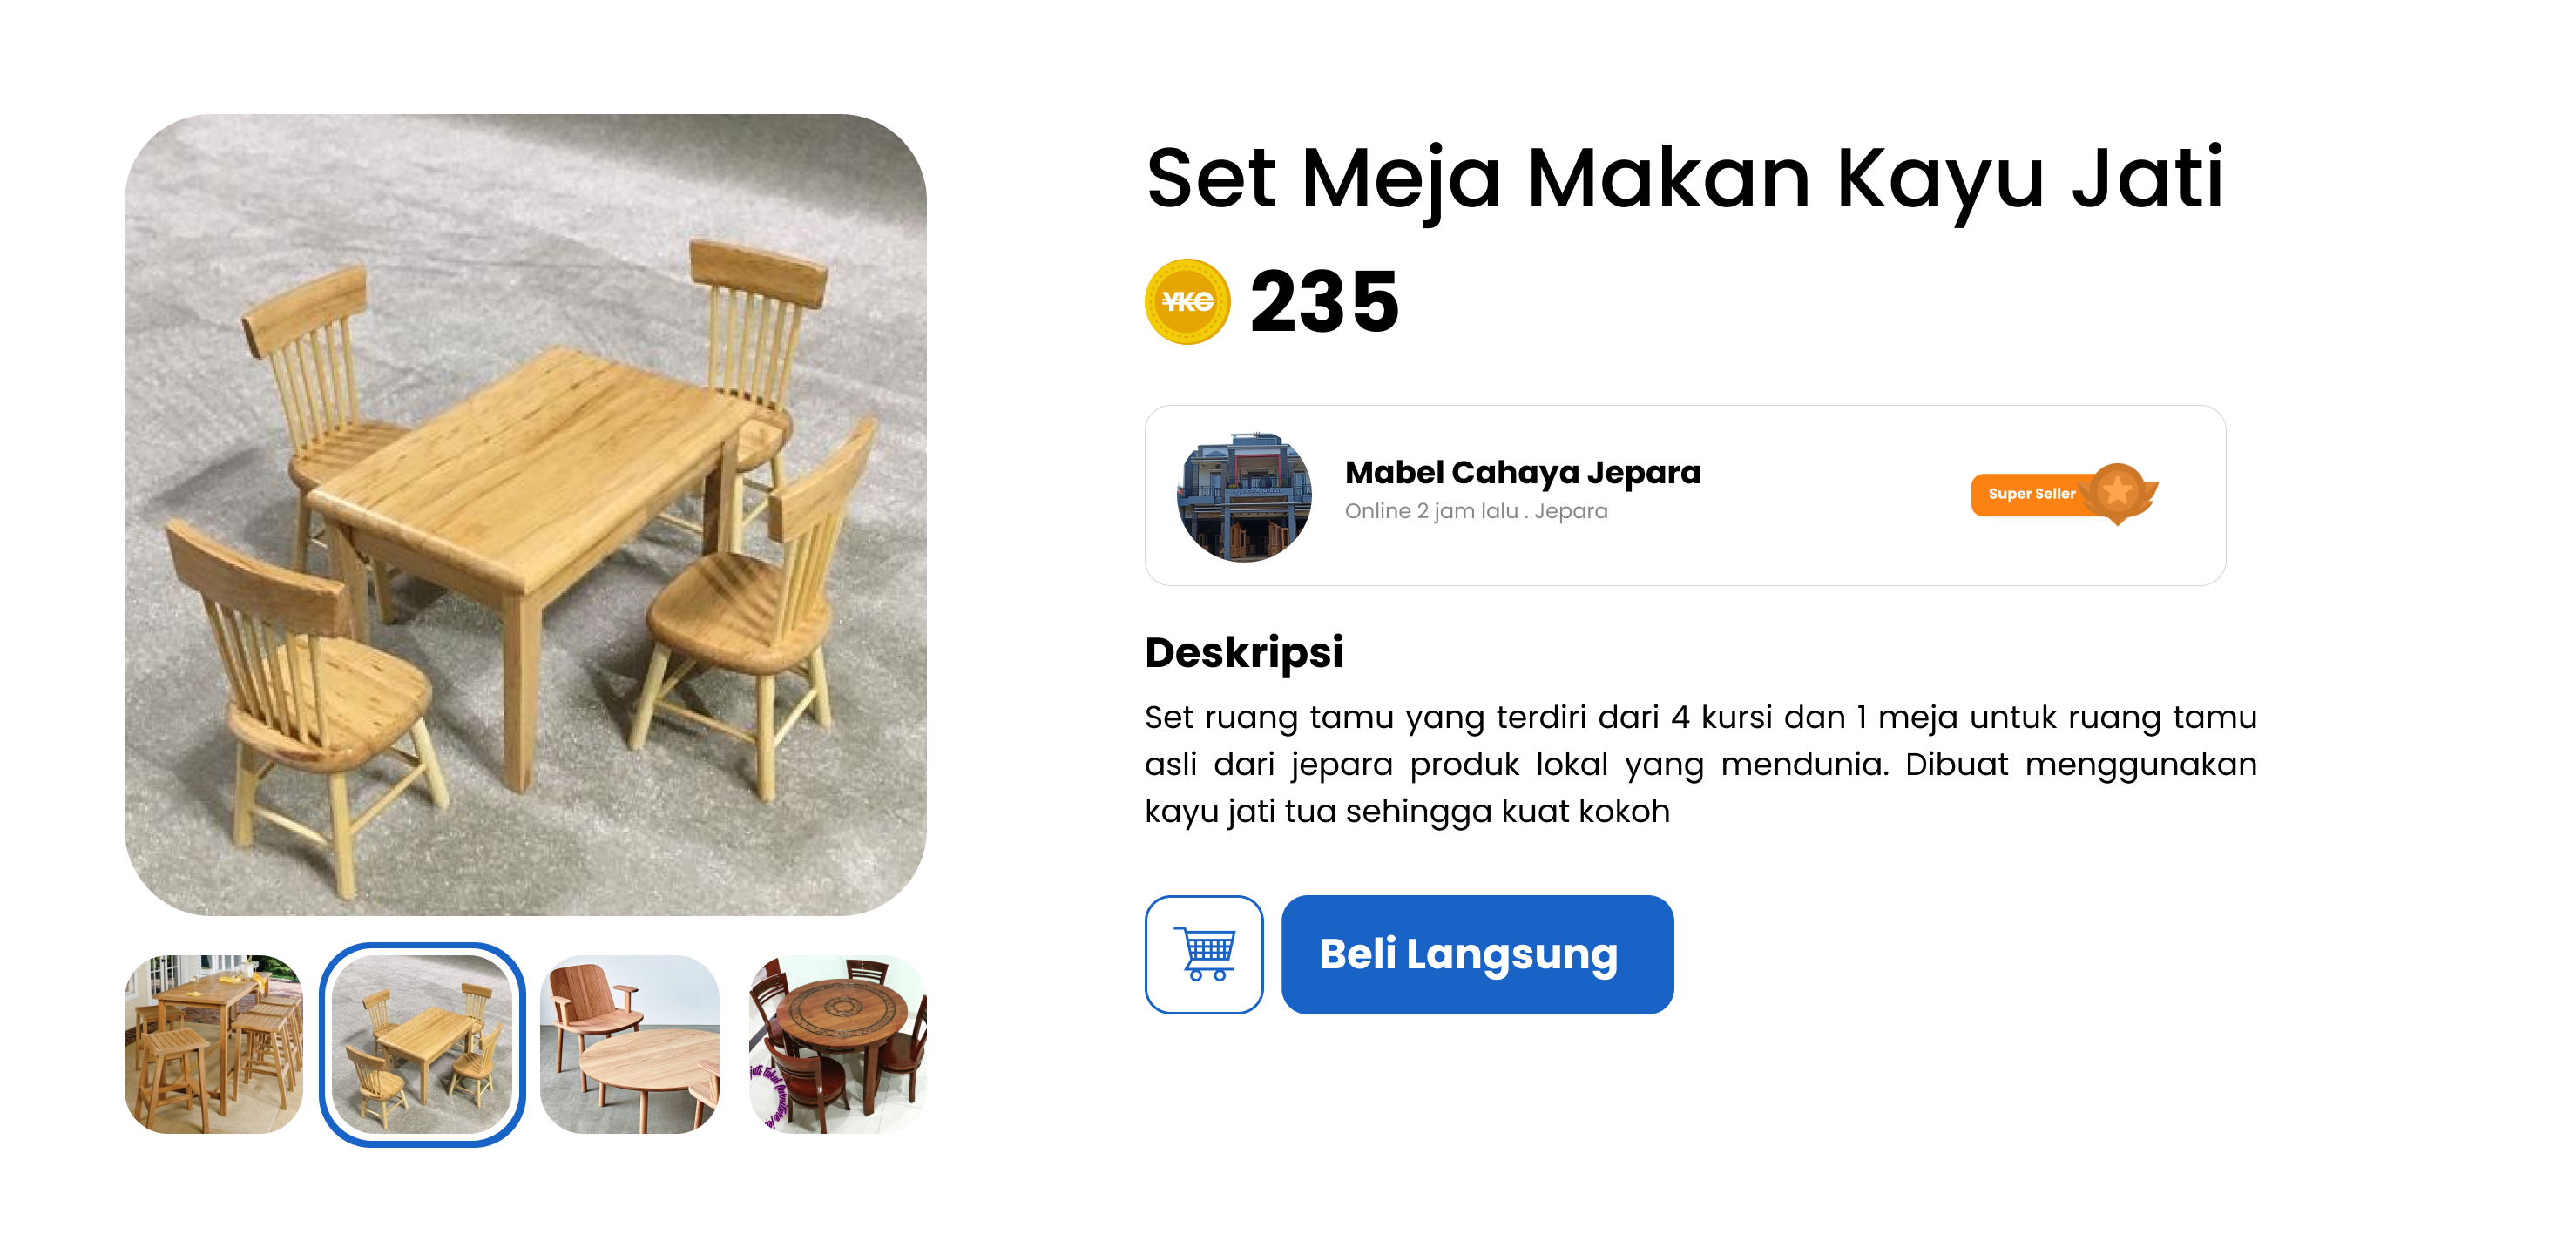 Set Meja Makan Kayu Jati
YKC 235
Mabel Cahaya Jepara
Online 2 jam lalu . Jepara
Super Seller
Deskripsi
Set ruang tamu yang terdiri dari 4 kursi dan 1 meja untuk ruang tamu
asli dari jepara produk lokal yang mendunia. Dibuat menggunakan
kayu jati tua sehingga kuat kokoh
Beli Langsung